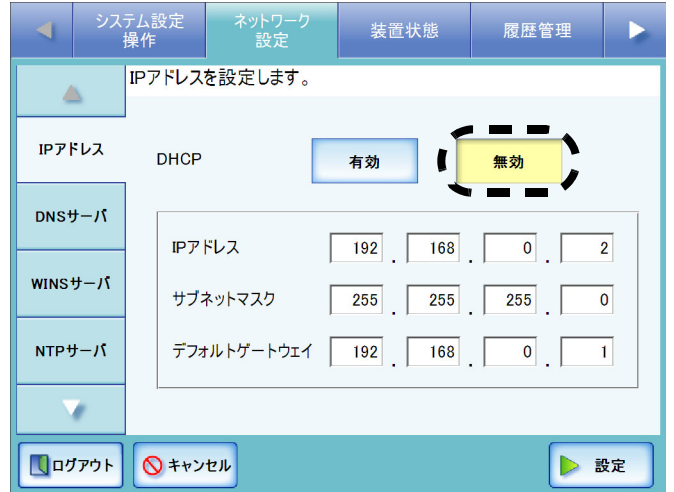 システム設定
操作
ネットワーク
設定
装置状態
履歴管理
IPアドレスを設定します。
IPアドレス
DNSサーバ
WINSサーバ
NTPサーバ
DHCP
有効
無効
IPアドレス 192 . 168 . 0 . 2
サブネットマスク 255 . 255 . 255 . 0
デフォルトゲートウェイ 192 . 168 . 0 . 1
ログアウト
キャンセル
設定